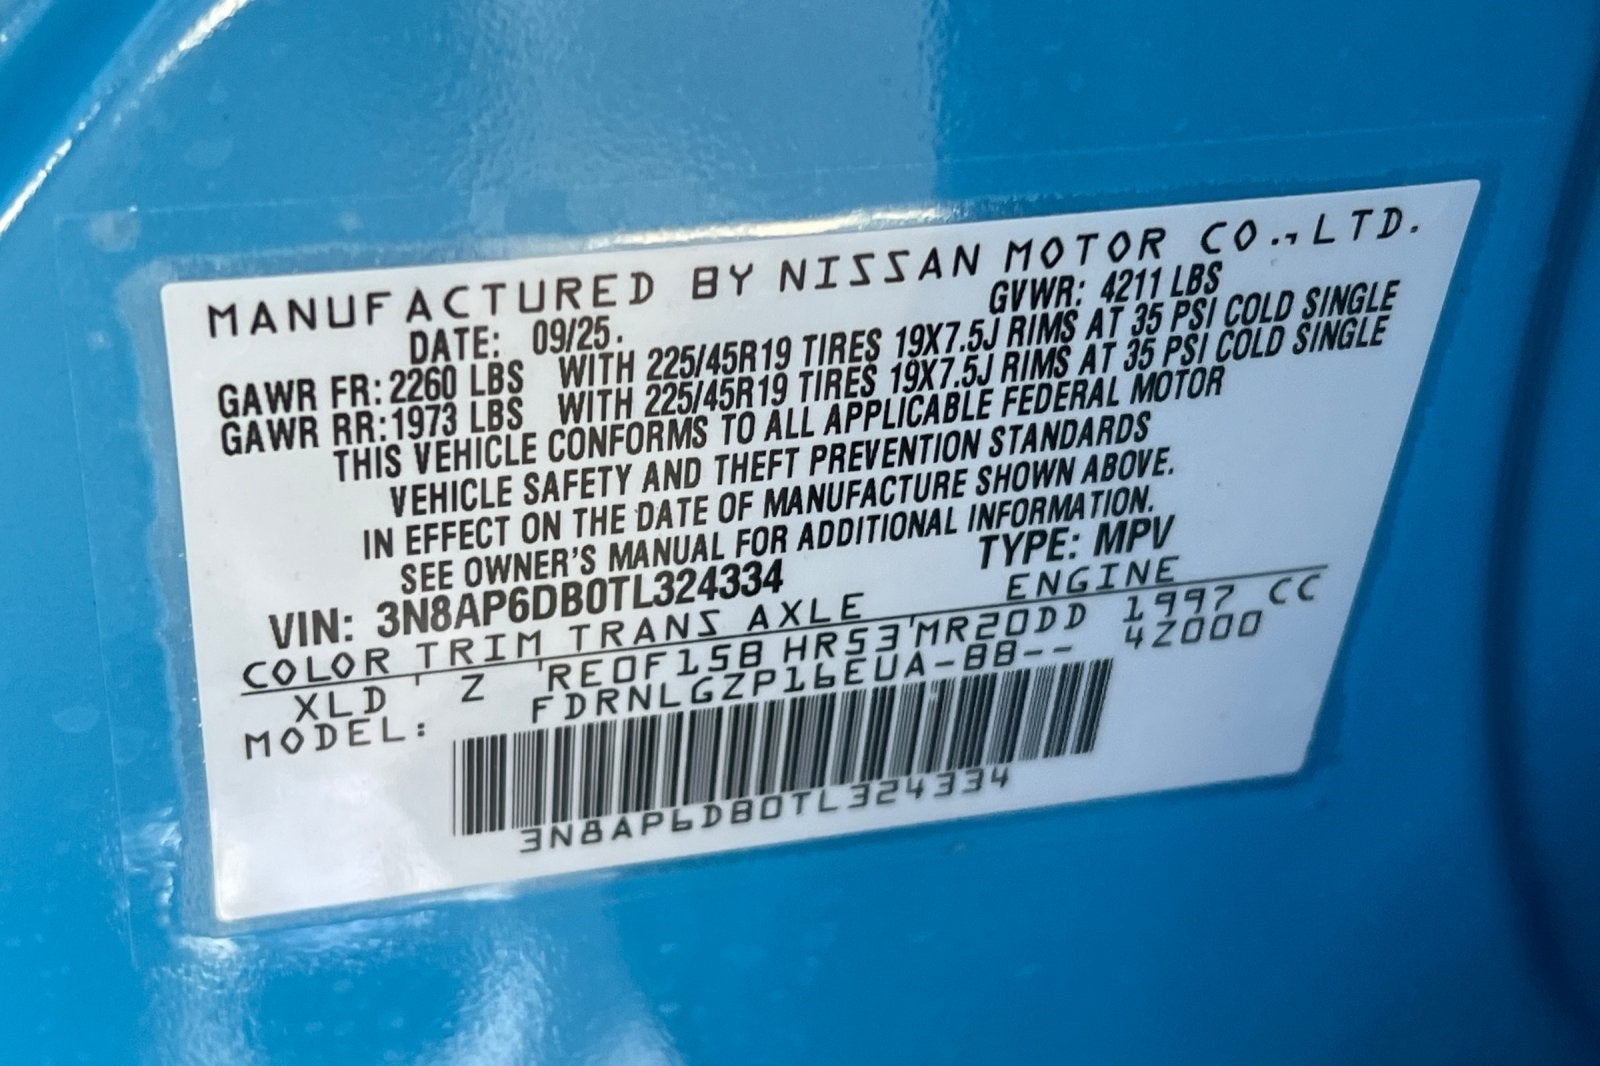 MANUFACTURED BY NISSAN MOTOR CO.,LTD.
DATE: 09/25. GVWR: 4211 LBS
GAWR FR: 2260 LBS WITH 225/45R19 TIRES 19X7.5J RIMS AT 35 PSI COLD SINGLE
GAWR RR: 1973 LBS WITH 225/45R19 TIRES 19X7.5J RIMS AT 35 PSI COLD SINGLE
THIS VEHICLE CONFORMS TO ALL APPLICABLE FEDERAL MOTOR
VEHICLE SAFETY AND THEFT PREVENTION STANDARDS
IN EFFECT ON THE DATE OF MANUFACTURE SHOWN ABOVE.
SEE OWNER'S MANUAL FOR ADDITIONAL INFORMATION.
VIN: 3N8AP6DB0TL324334 TYPE: MPV
COLOR TRIM TRANS AXLE ENGINE
XLD ' Z 'RE0F15B HR53'MR20DD 1997 CC
MODEL: FDRNLGZP16EUA-BB-- 4Z000
3N8AP6DB0TL324334